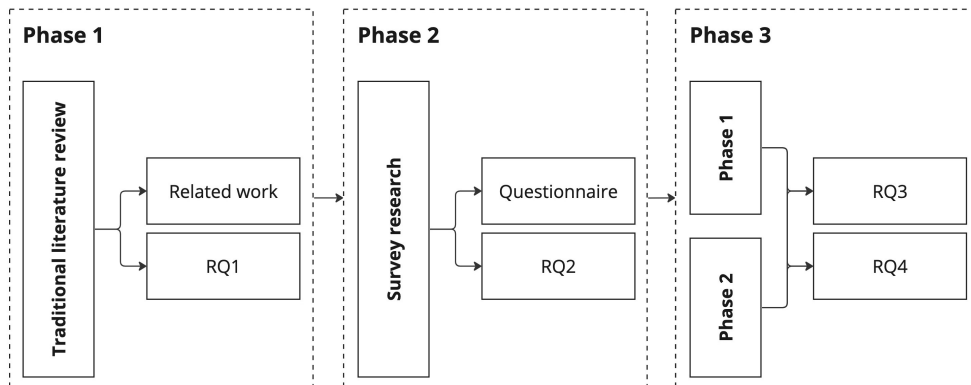 Phase 1
Traditional literature review
Related work
RQ1
Phase 2
Survey research
Questionnaire
RQ2
Phase 3
Phase 1
Phase 2
RQ3
RQ4